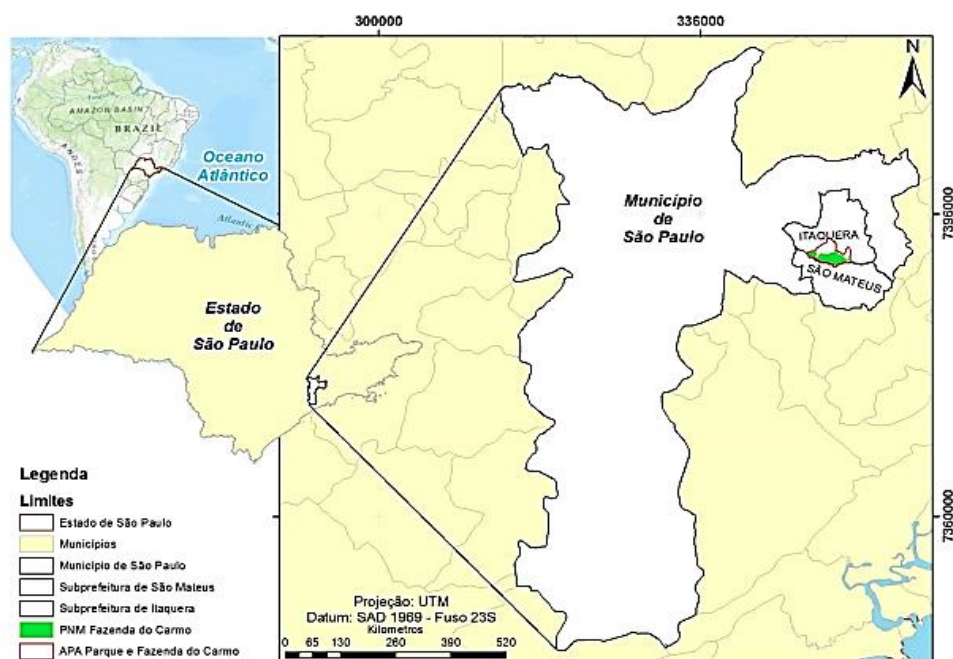 300000
336000
N
AMAZON BASIN
BRAZIL
ANDES
Oceano
Atlântico
Atlantic
7396000
Município
de
São Paulo
ITAQUERA
SÃO MATEUS
Estado
de
São Paulo
7360000
Legenda
Limites
Estado de São Paulo
Municípios
Município de São Paulo
Subprefeitura de São Mateus
Subprefeitura de Itaquera
PNM Fazenda do Carmo
APA Parque e Fazenda do Carmo
Projeção: UTM
Datum: SAD 1969 - Fuso 23S
Kilometros
0 65 130 260 390 520